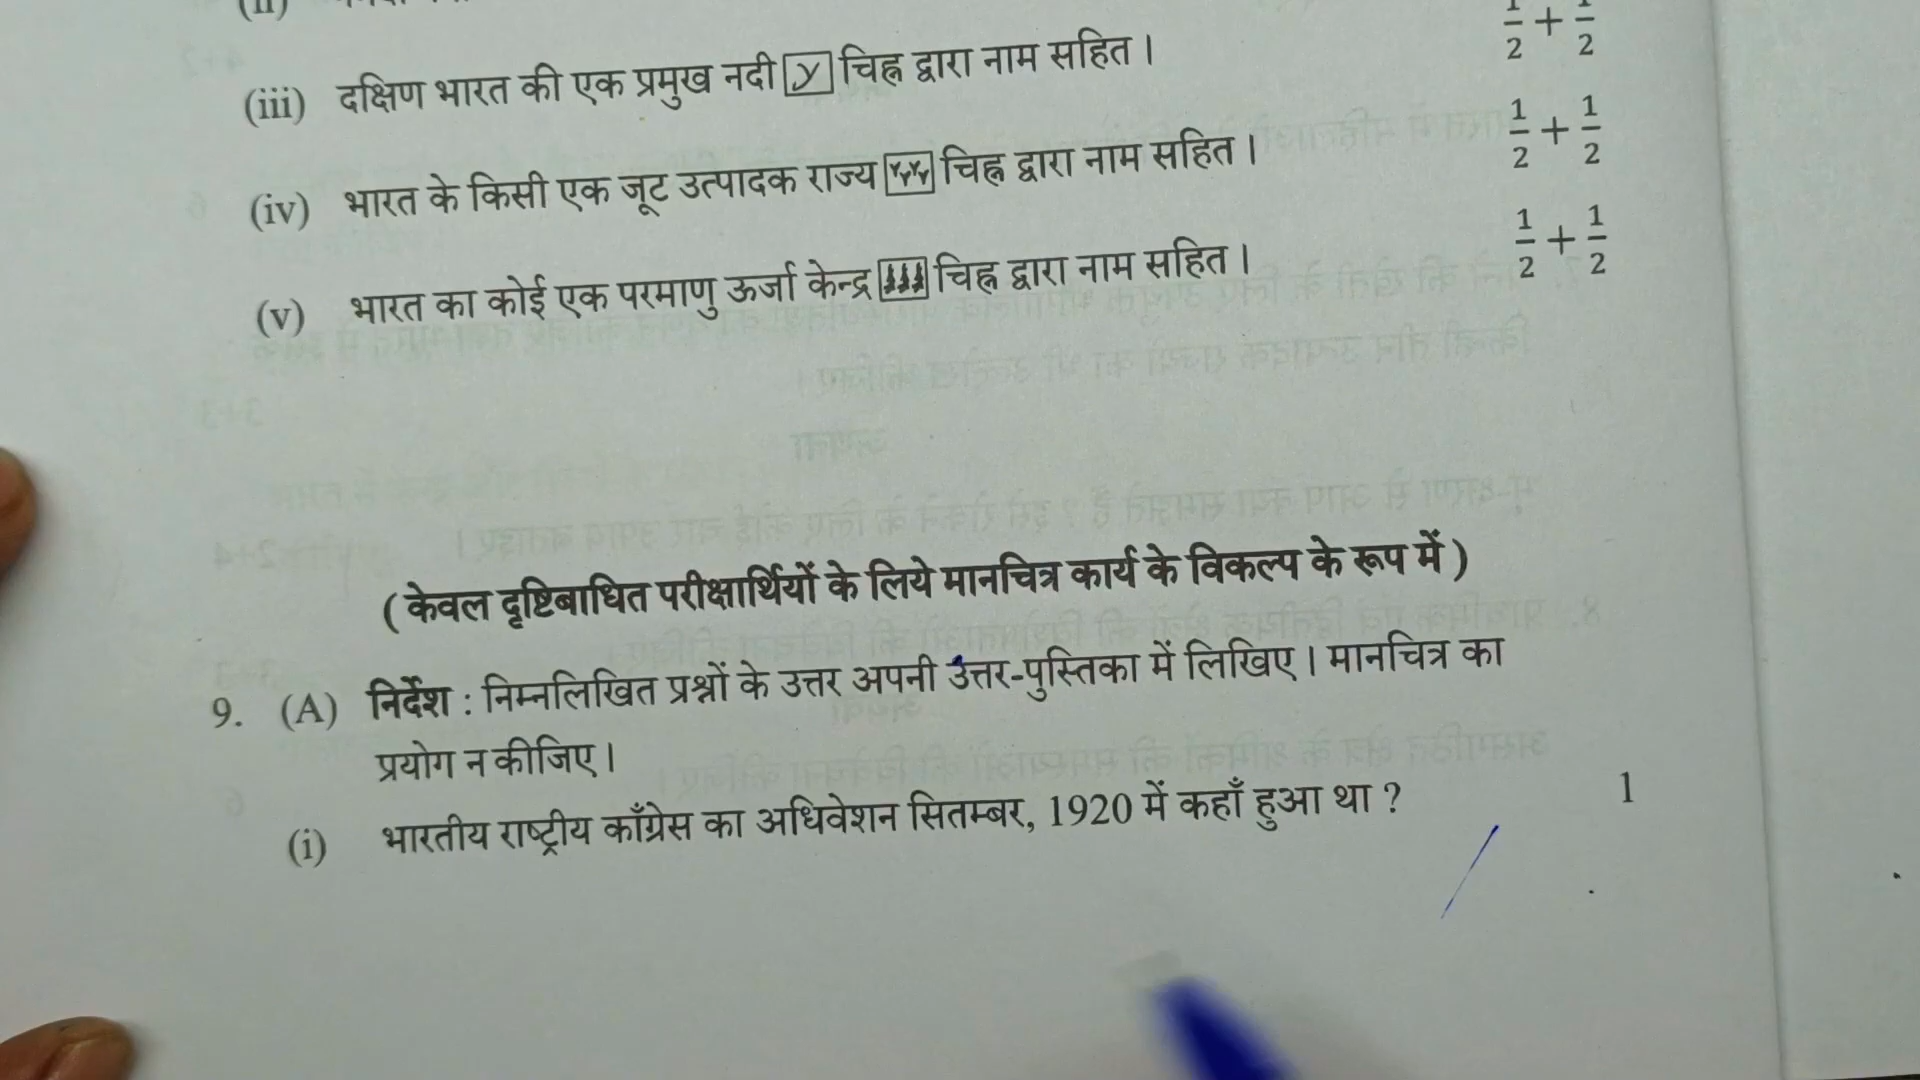 (ii)
1/2 + 1/2
(iii) दक्षिण भारत की एक प्रमुख नदी y चिह्न द्वारा नाम सहित ।
(iv) भारत के किसी एक जूट उत्पादक राज्य चिह्न द्वारा नाम सहित । 1/2 + 1/2
(v) भारत का कोई एक परमाणु ऊर्जा केन्द्र चिह्न द्वारा नाम सहित । 1/2 + 1/2
( केवल दृष्टिबाधित परीक्षार्थियों के लिये मानचित्र कार्य के विकल्प के रूप में )
9. (A) निर्देश : निम्नलिखित प्रश्नों के उत्तर अपनी उत्तर-पुस्तिका में लिखिए । मानचित्र का
प्रयोग न कीजिए ।
(i) भारतीय राष्ट्रीय काँग्रेस का अधिवेशन सितम्बर, 1920 में कहाँ हुआ था ? 1